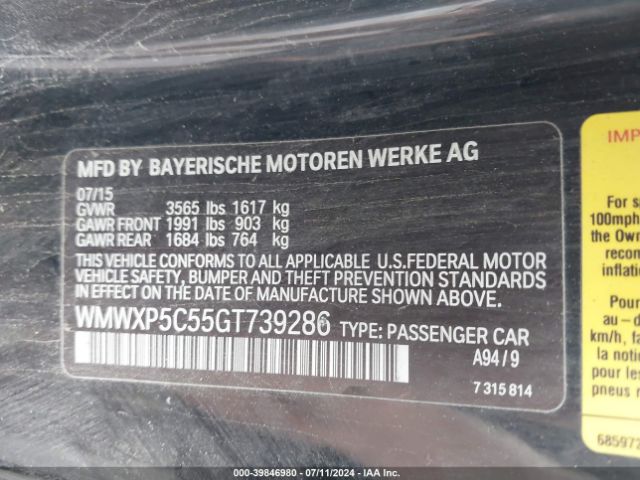 MFD BY BAYERISCHE MOTOREN WERKE AG
07/15
GVWR 3565 lbs 1617 kg
GAWR FRONT 1991 lbs 903 kg
GAWR REAR 1684 lbs 764 kg
THIS VEHICLE CONFORMS TO ALL APPLICABLE U.S.FEDERAL MOTOR
VEHICLE SAFETY, BUMPER AND THEFT PREVENTION STANDARDS
IN EFFECT ON THE DATE OF MANUFACTURE SHOWN ABOVE.
WMWXP5C55GT739286 TYPE: PASSENGER CAR
A94/9
7 315 814
IMP
For s
100mph
the Ow
recom
inflati
Pour
au - d
km/h, fa
la notic
pour les
pneus r
685972
000-39846980 - 07/11/2024 - IAA Inc.